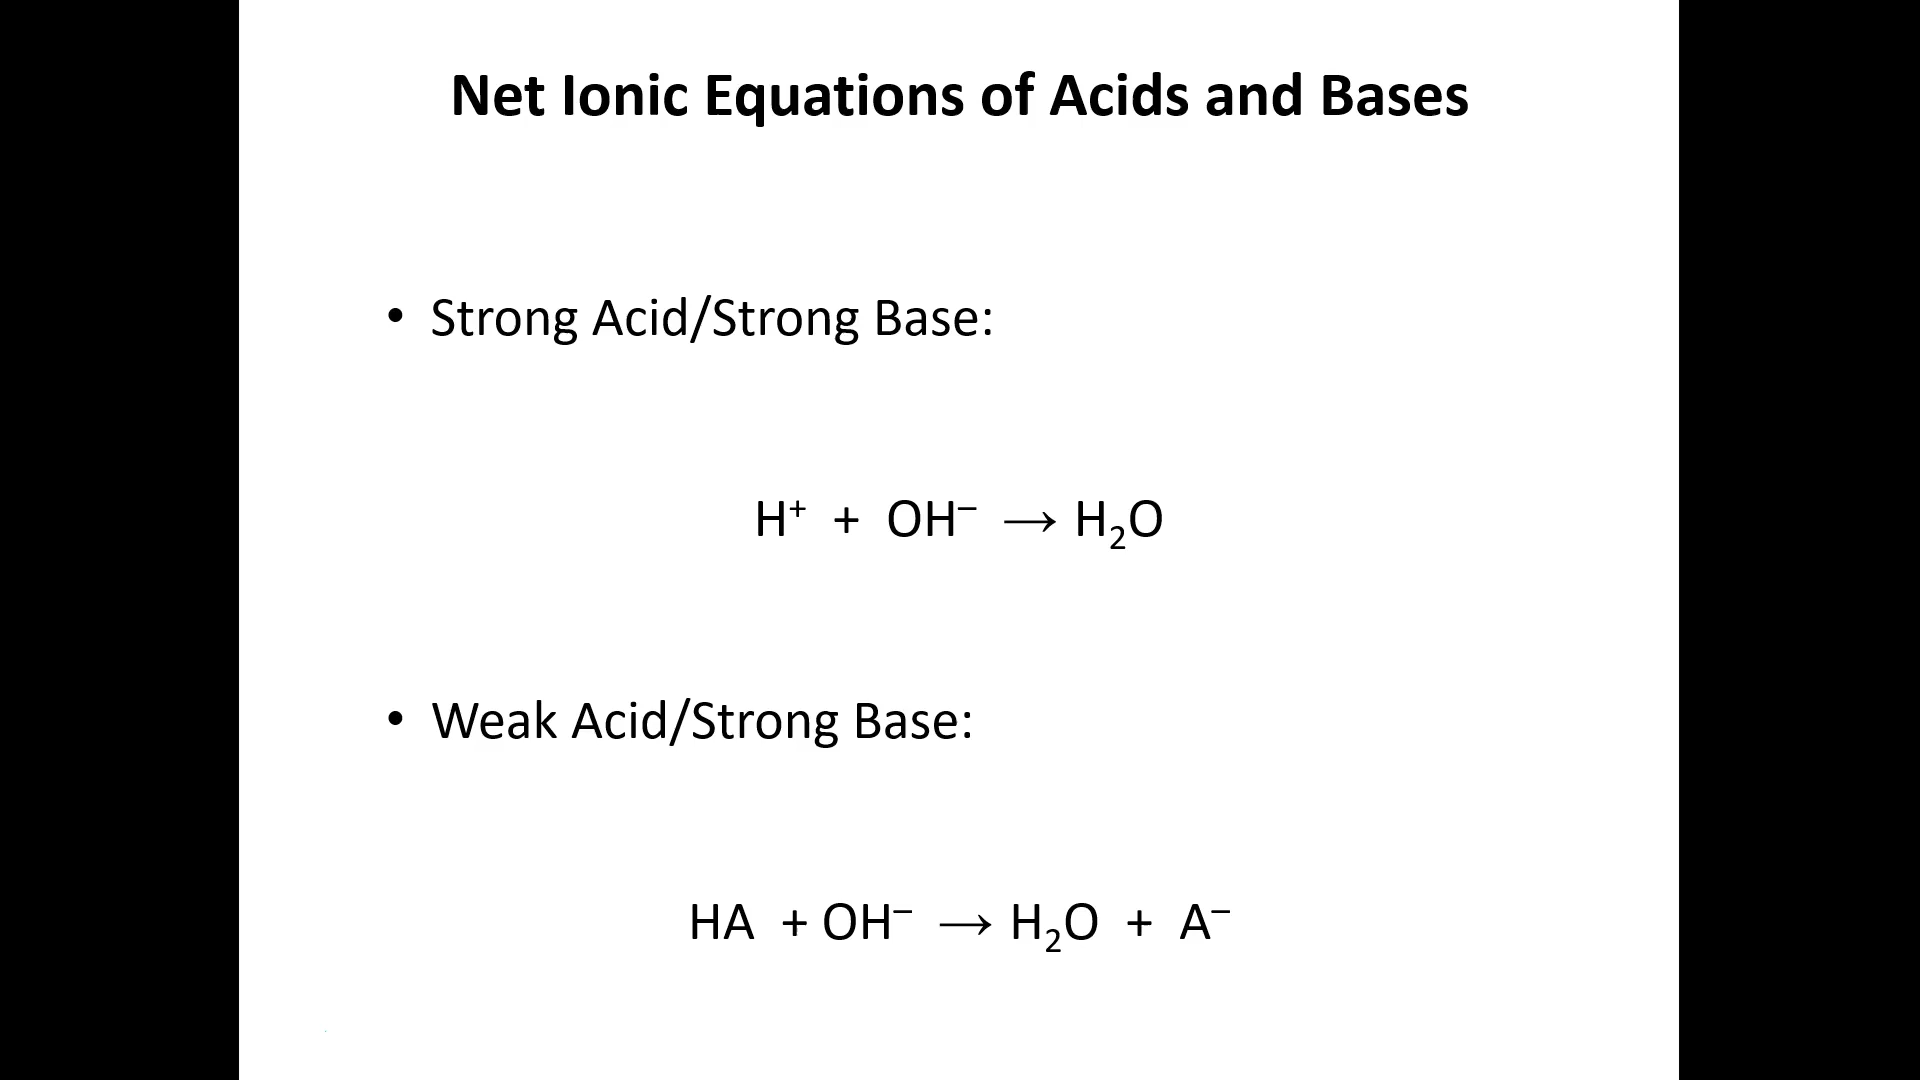 Net Ionic Equations of Acids and Bases
• Strong Acid/Strong Base:
H⁺ + OH⁻ → H₂O
• Weak Acid/Strong Base:
HA + OH⁻ → H₂O + A⁻